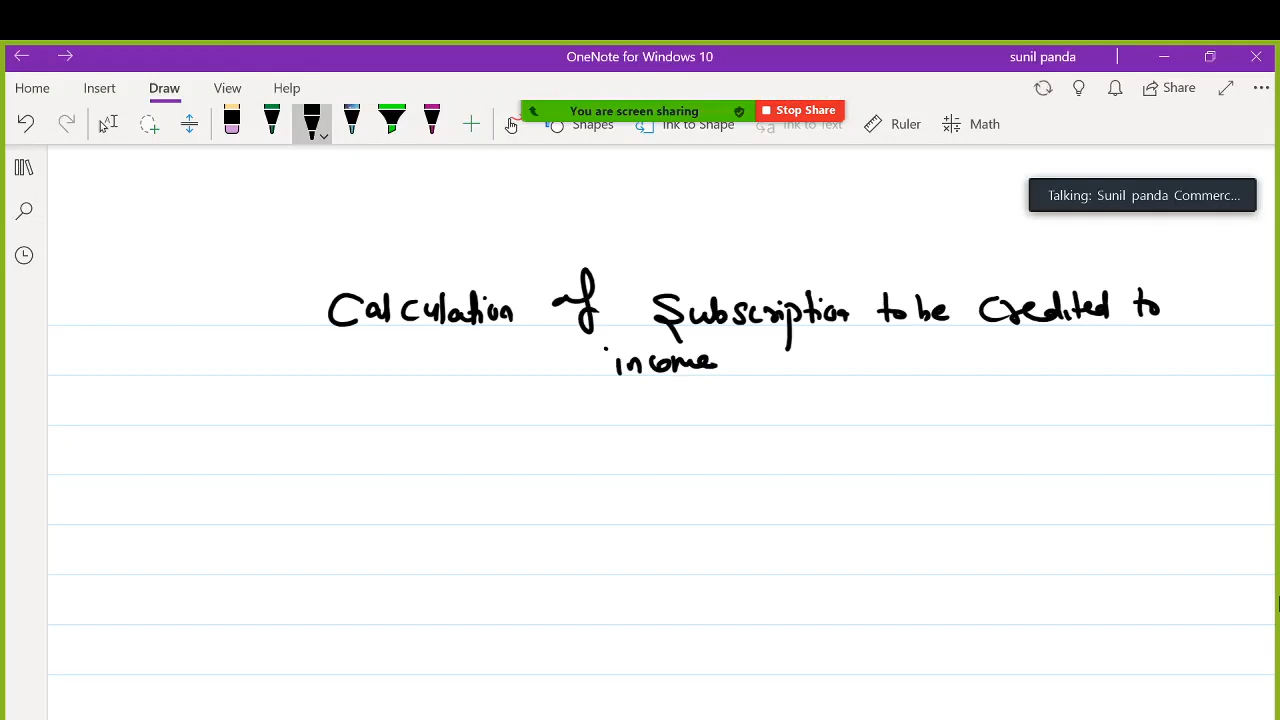 OneNote for Windows 10
sunil panda
Home
Insert
Draw
View
Help
Share
You are screen sharing
Stop Share
Shapes
Ink to Shape
Ink to Text
Ruler
Math
Talking: Sunil panda Commerc...
Calculation of Subscription to be Credited to
income